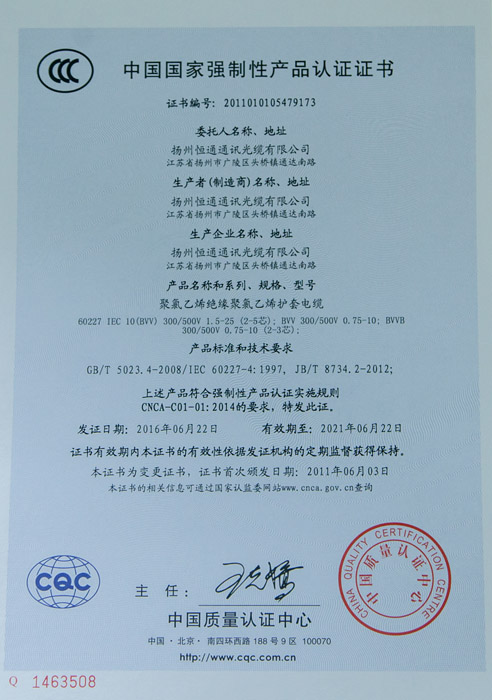 CCC
中国国家强制性产品认证证书
证书编号: 2011010105479173
委托人名称、地址
扬州恒通通讯光缆有限公司
江苏省扬州市广陵区头桥镇通达南路
生产者(制造商)名称、地址
扬州恒通通讯光缆有限公司
江苏省扬州市广陵区头桥镇通达南路
生产企业名称、地址
扬州恒通通讯光缆有限公司
江苏省扬州市广陵区头桥镇通达南路
产品名称和系列、规格、型号
聚氯乙烯绝缘聚氯乙烯护套电缆
60227 IEC 10(BVV) 300/500V 1.5-25 (2-5芯); BVV 300/500V 0.75-10; BVVB
300/500V 0.75-10 (2-3芯);
产品标准和技术要求
GB/T 5023.4-2008/IEC 60227-4:1997, JB/T 8734.2-2012;
上述产品符合强制性产品认证实施规则
CNCA-C01-01:2014的要求，特发此证。
发证日期: 2016年06月22日 有效期至: 2021年06月22日
证书有效期内本证书的有效性依据发证机构的定期监督获得保持。
本证书为变更证书，证书首次颁发日期: 2011年06月03日
本证书的相关信息可通过国家认监委网站www.cnca.gov.cn查询
CQC
主 任:
中国质量认证中心
中国·北京·南四环西路188号9区 100070
http://www.cqc.com.cn
CHINA QUALITY CERTIFICATION CENTRE
中国质量认证中心
Q 1463508